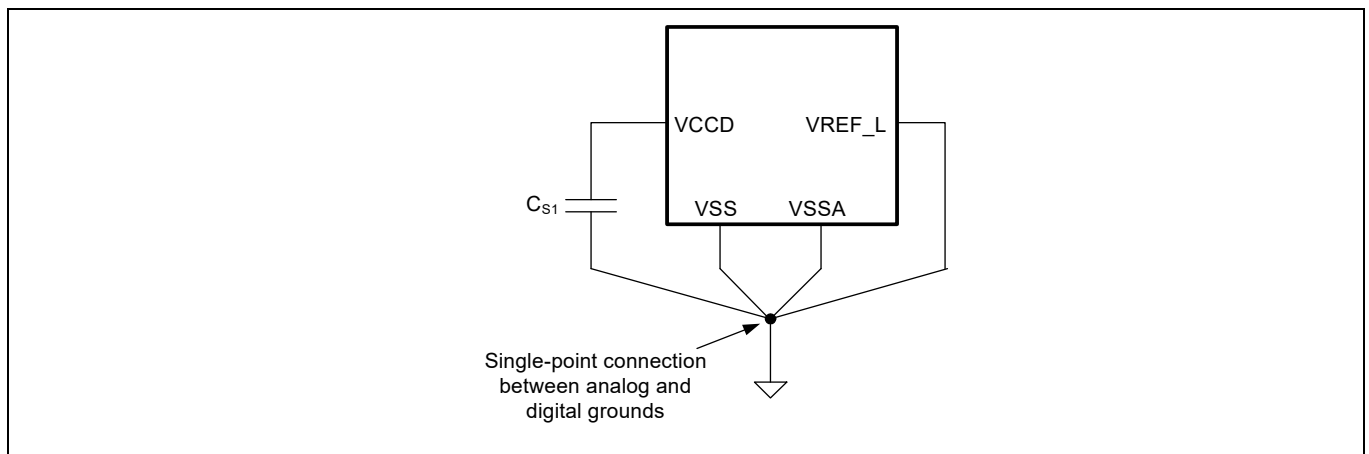 VCCD
VREF_L
CS1
VSS
VSSA
Single-point connection
between analog and
digital grounds